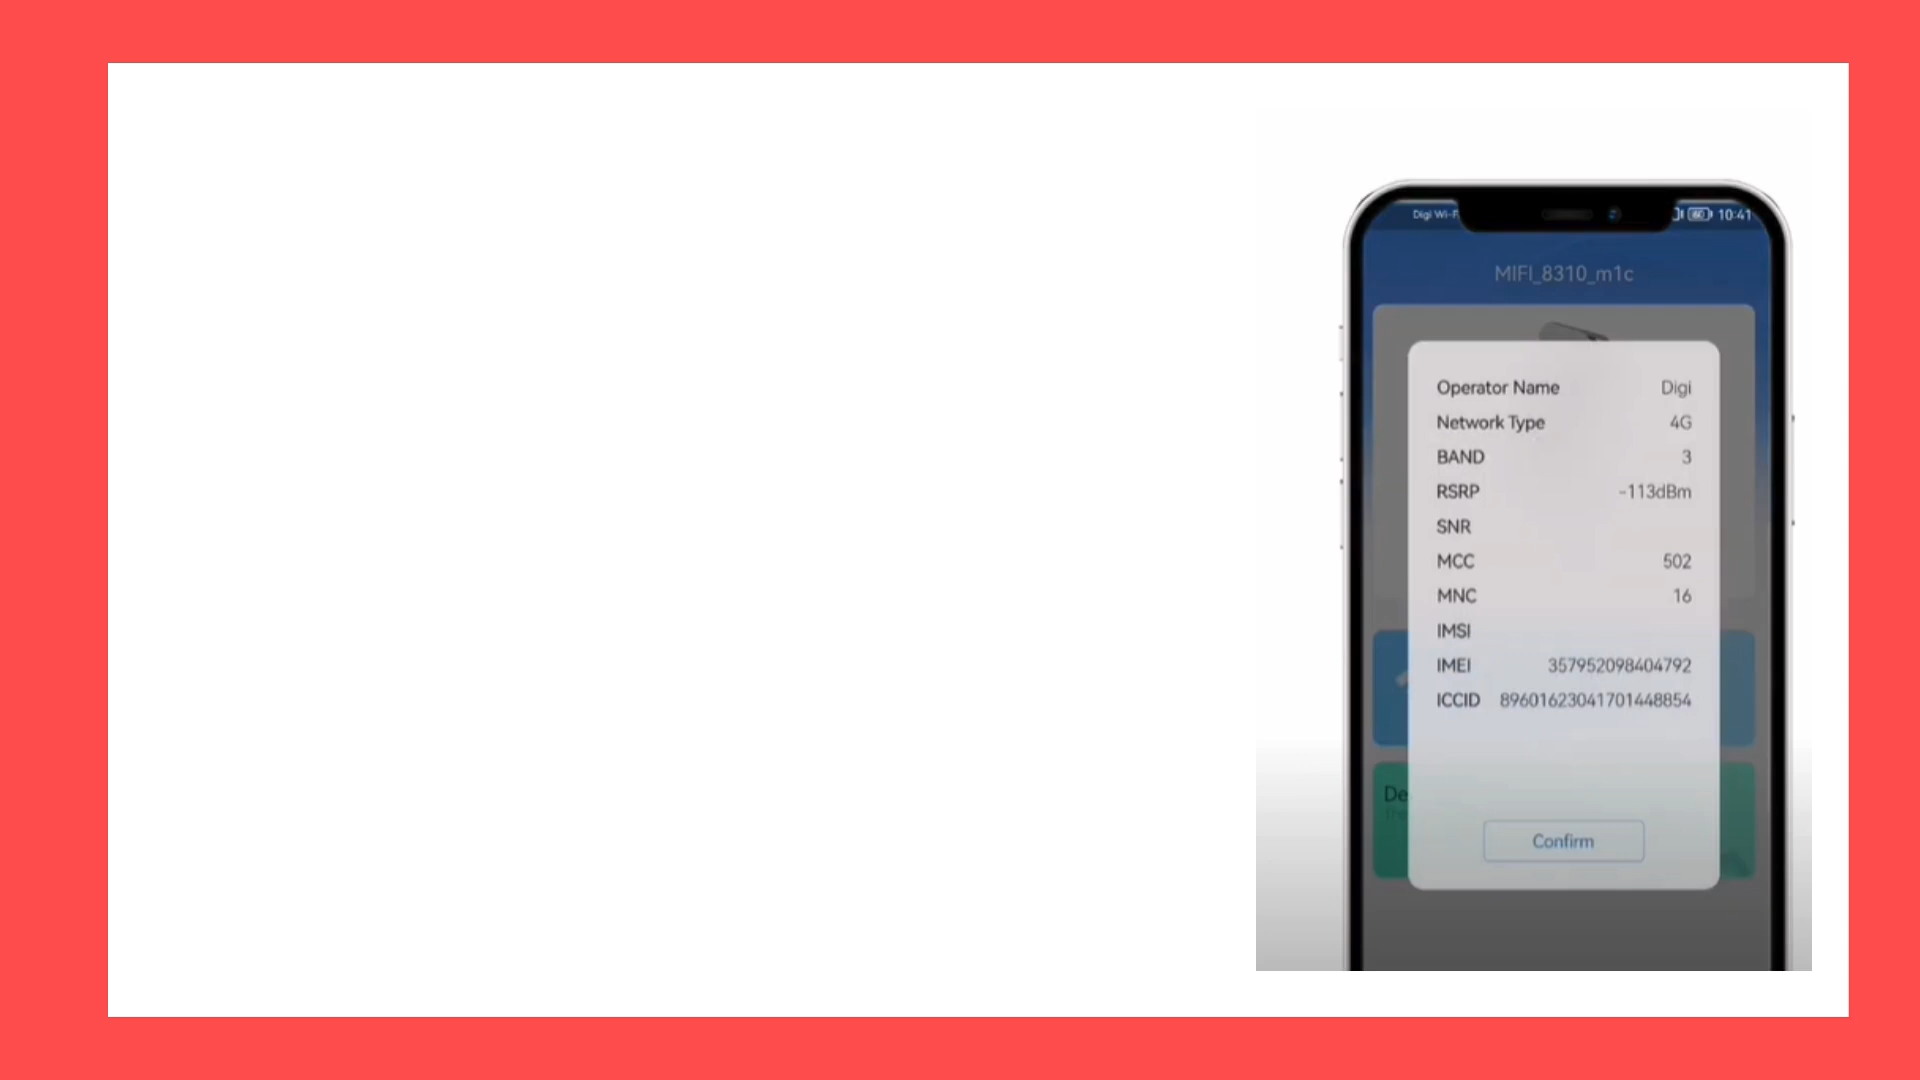 Digi Wi-F 10:41
MIFI_8310_m1c
Operator Name Digi
Network Type 4G
BAND 3
RSRP -113dBm
SNR
MCC 502
MNC 16
IMSI
IMEI 357952098404792
ICCID 89601623041701448854
De
Confirm